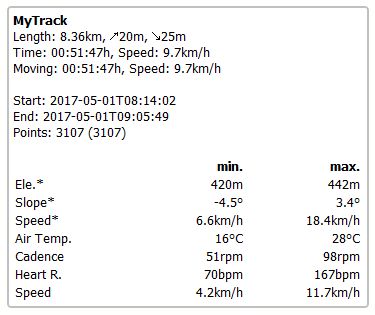 MyTrack
Length: 8.36km, ↗20m, ↘25m
Time: 00:51:47h, Speed: 9.7km/h
Moving: 00:51:47h, Speed: 9.7km/h
Start: 2017-05-01T08:14:02
End: 2017-05-01T09:05:49
Points: 3107 (3107)
min. max.
Ele.* 420m 442m
Slope* -4.5° 3.4°
Speed* 6.6km/h 18.4km/h
Air Temp. 16°C 28°C
Cadence 51rpm 98rpm
Heart R. 70bpm 167bpm
Speed 4.2km/h 11.7km/h